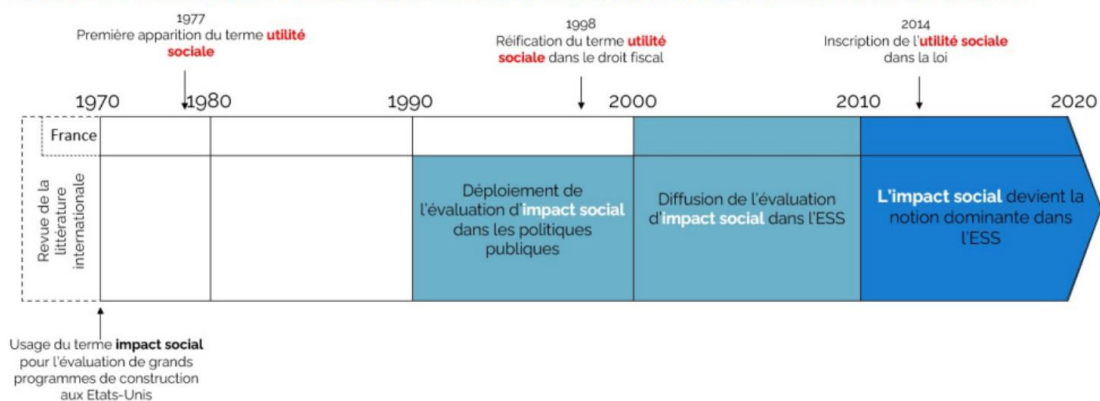 1977
Première apparition du terme utilité
sociale
1998
Réification du terme utilité
sociale dans le droit fiscal
2014
Inscription de l'utilité sociale
dans la loi
1970
1980
1990
2000
2010
2020
France
Revue de la
littérature
internationale
Déploiement de
l'évaluation d'impact social
dans les politiques
publiques
Diffusion de l'évaluation
d'impact social dans l'ESS
L'impact social devient la
notion dominante dans
l'ESS
Usage du terme impact social
pour l'évaluation de grands
programmes de construction
aux Etats-Unis